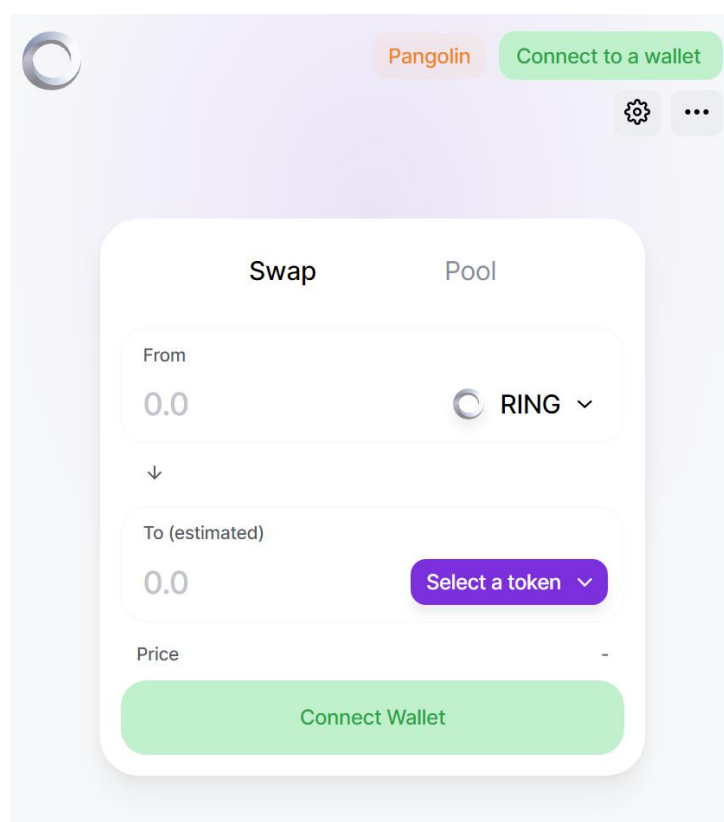 Pangolin Connect to a wallet
Swap Pool
From
0.0 RING
To (estimated)
0.0 Select a token
Price -
Connect Wallet